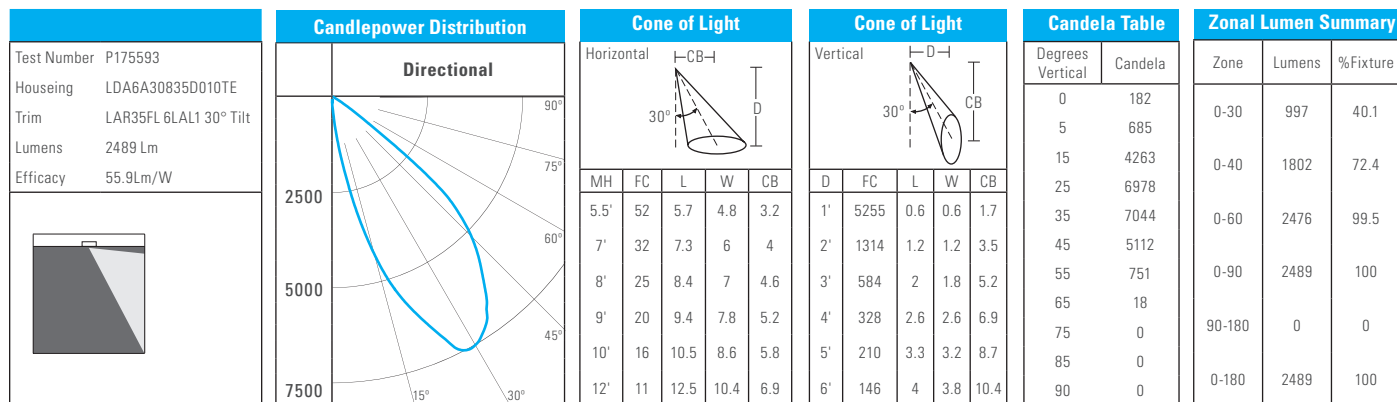 Test Number P175593
Houseing LDA6A30835D010TE
Trim LAR35FL 6LAL1 30° Tilt
Lumens 2489 Lm
Efficacy 55.9Lm/W
Candlepower Distribution
Directional
90°
75°
2500
60°
5000
45°
7500
15°
30°
Cone of Light
Horizontal
CB
30°
D
MH FC L W CB
5.5' 52 5.7 4.8 3.2
7' 32 7.3 6 4
8' 25 8.4 7 4.6
9' 20 9.4 7.8 5.2
10' 16 10.5 8.6 5.8
12' 11 12.5 10.4 6.9
Cone of Light
Vertical
D
30°
CB
D FC L W CB
1' 5255 0.6 0.6 1.7
2' 1314 1.2 1.2 3.5
3' 584 2 1.8 5.2
4' 328 2.6 2.6 6.9
5' 210 3.3 3.2 8.7
6' 146 4 3.8 10.4
Candela Table
Degrees
Vertical
Candela
0 182
5 685
15 4263
25 6978
35 7044
45 5112
55 751
65 18
75 0
85 0
90 0
Zonal Lumen Summary
Zone Lumens %Fixture
0-30 997 40.1
0-40 1802 72.4
0-60 2476 99.5
0-90 2489 100
90-180 0 0
0-180 2489 100